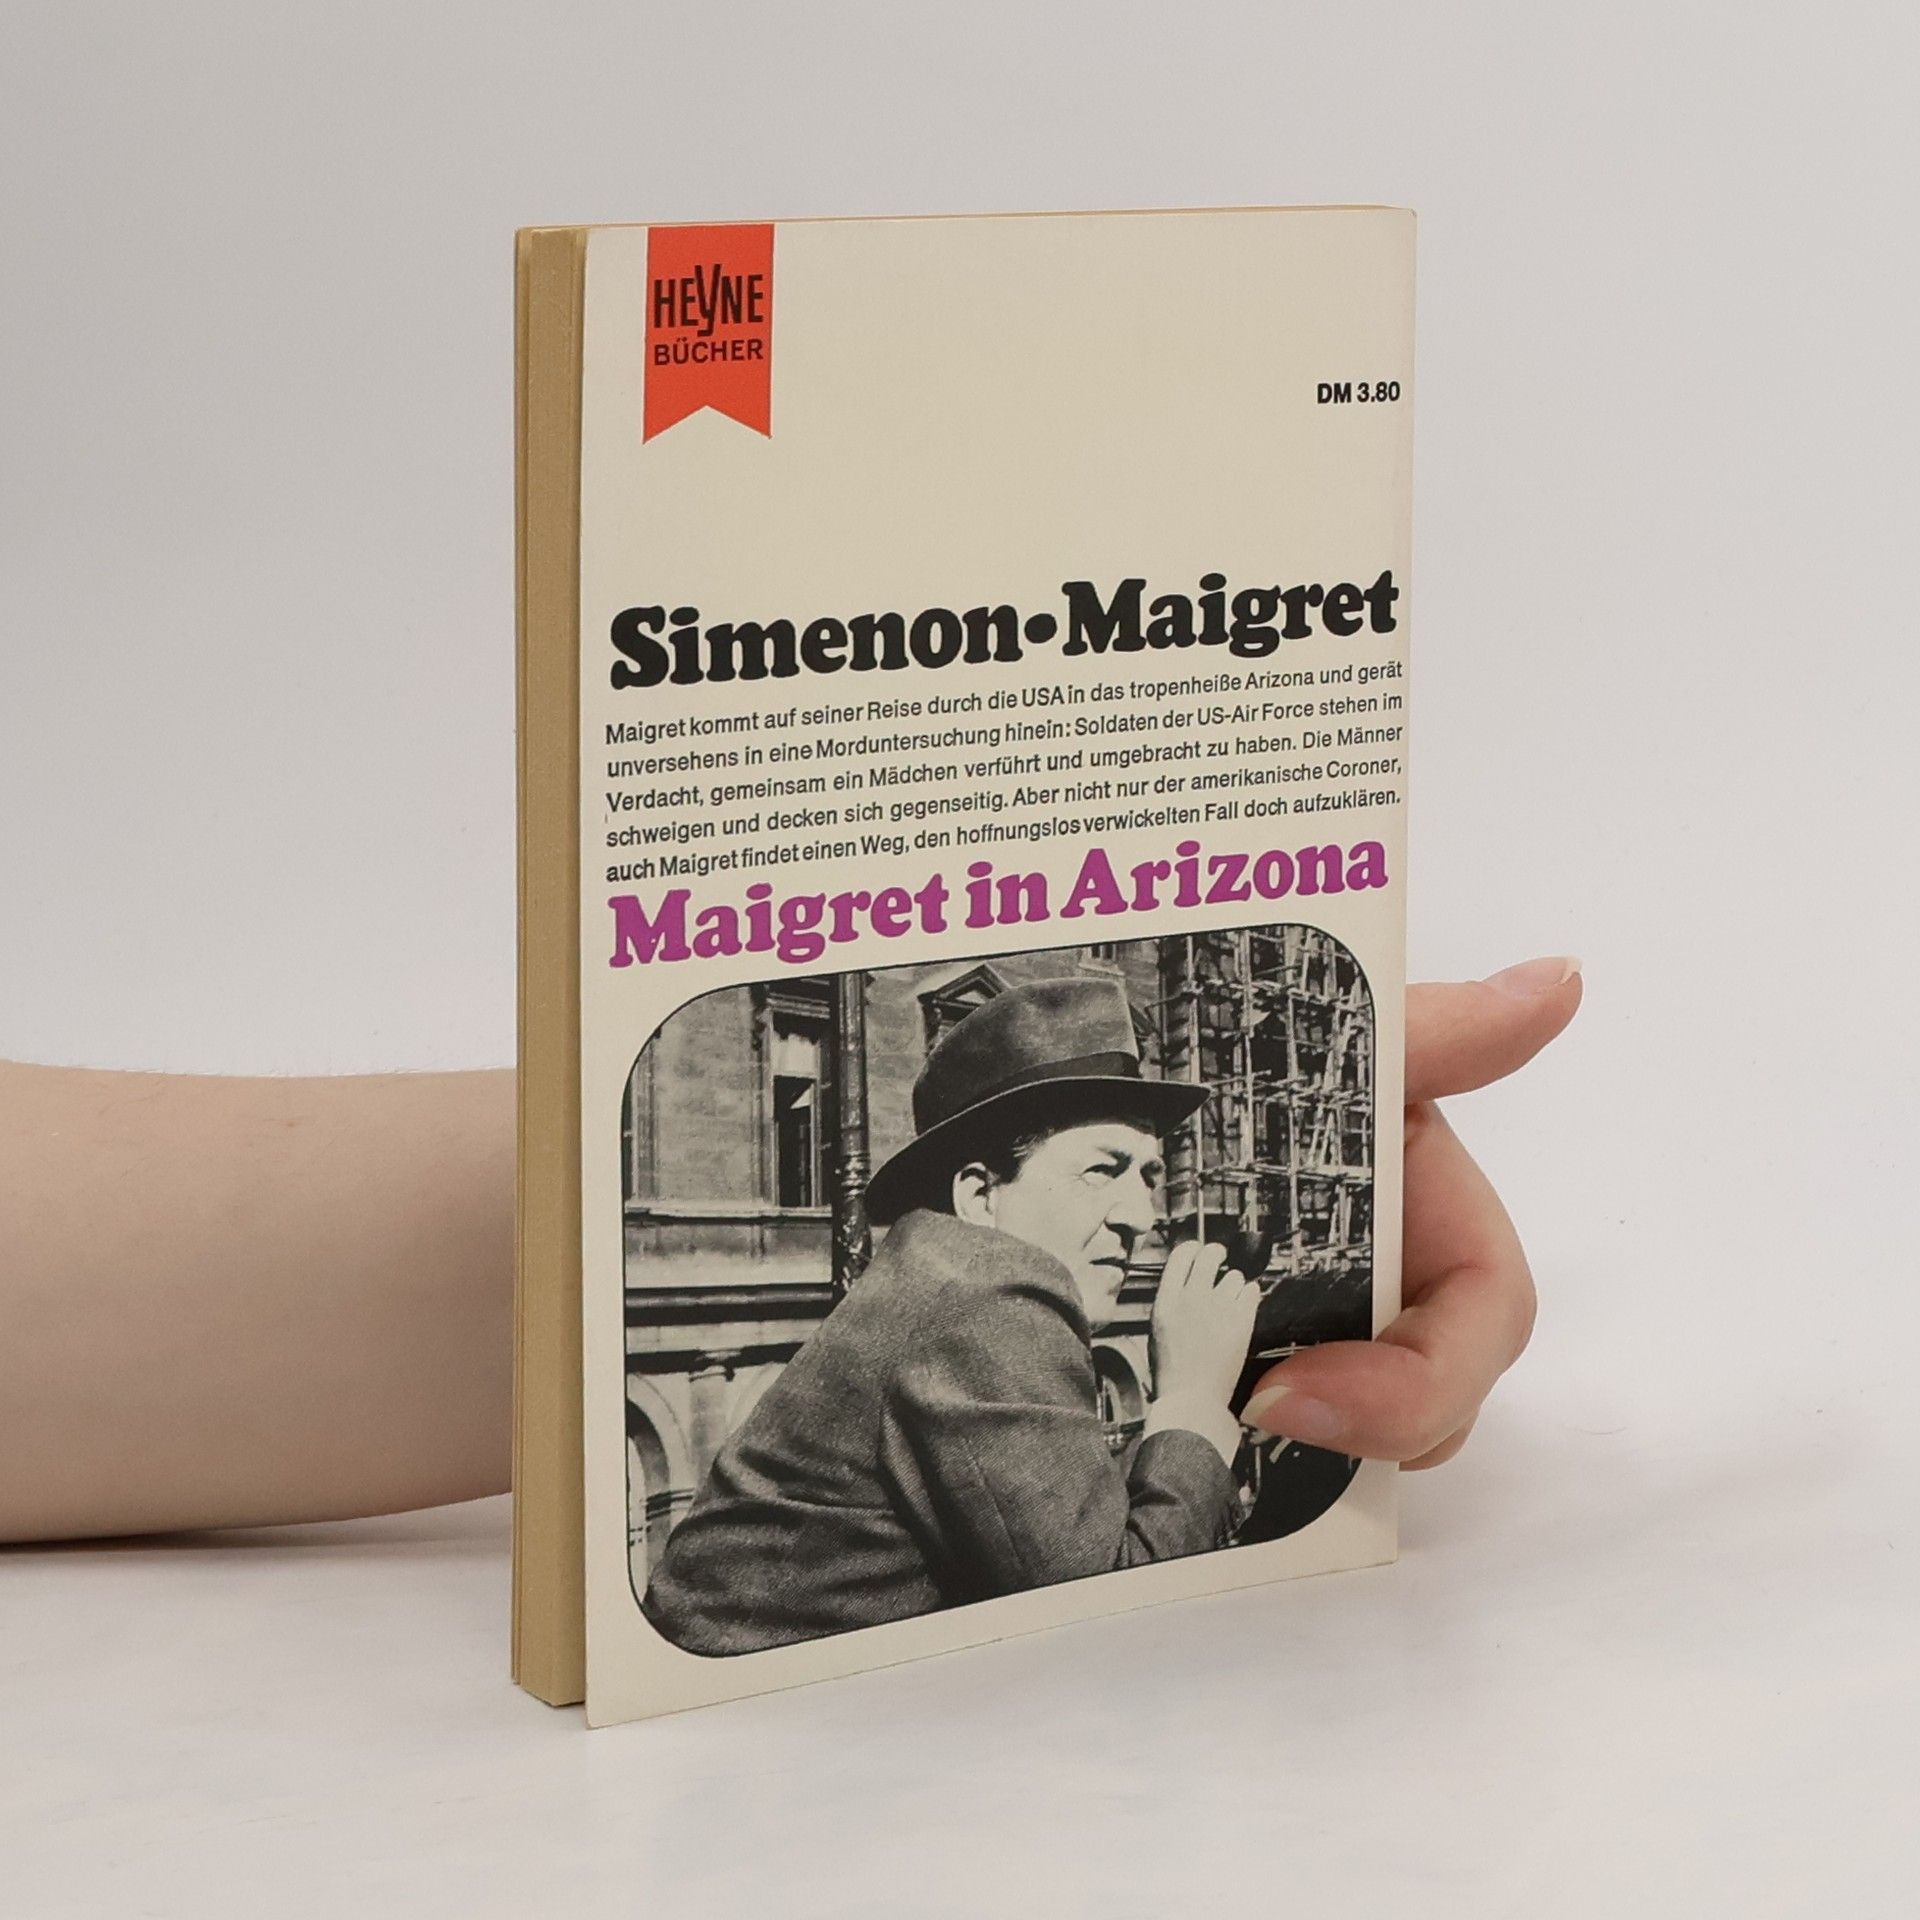 HEYNE
BÜCHER
DM 3.80
Simenon•Maigret
Maigret kommt auf seiner Reise durch die USA in das tropenheiße Arizona und gerät
unversehens in eine Morduntersuchung hinein: Soldaten der US-Air Force stehen im
Verdacht, gemeinsam ein Mädchen verführt und umgebracht zu haben. Die Männer
schweigen und decken sich gegenseitig. Aber nicht nur der amerikanische Coroner,
auch Maigret findet einen Weg, den hoffnungslos verwickelten Fall doch aufzuklären.
Maigret in Arizona